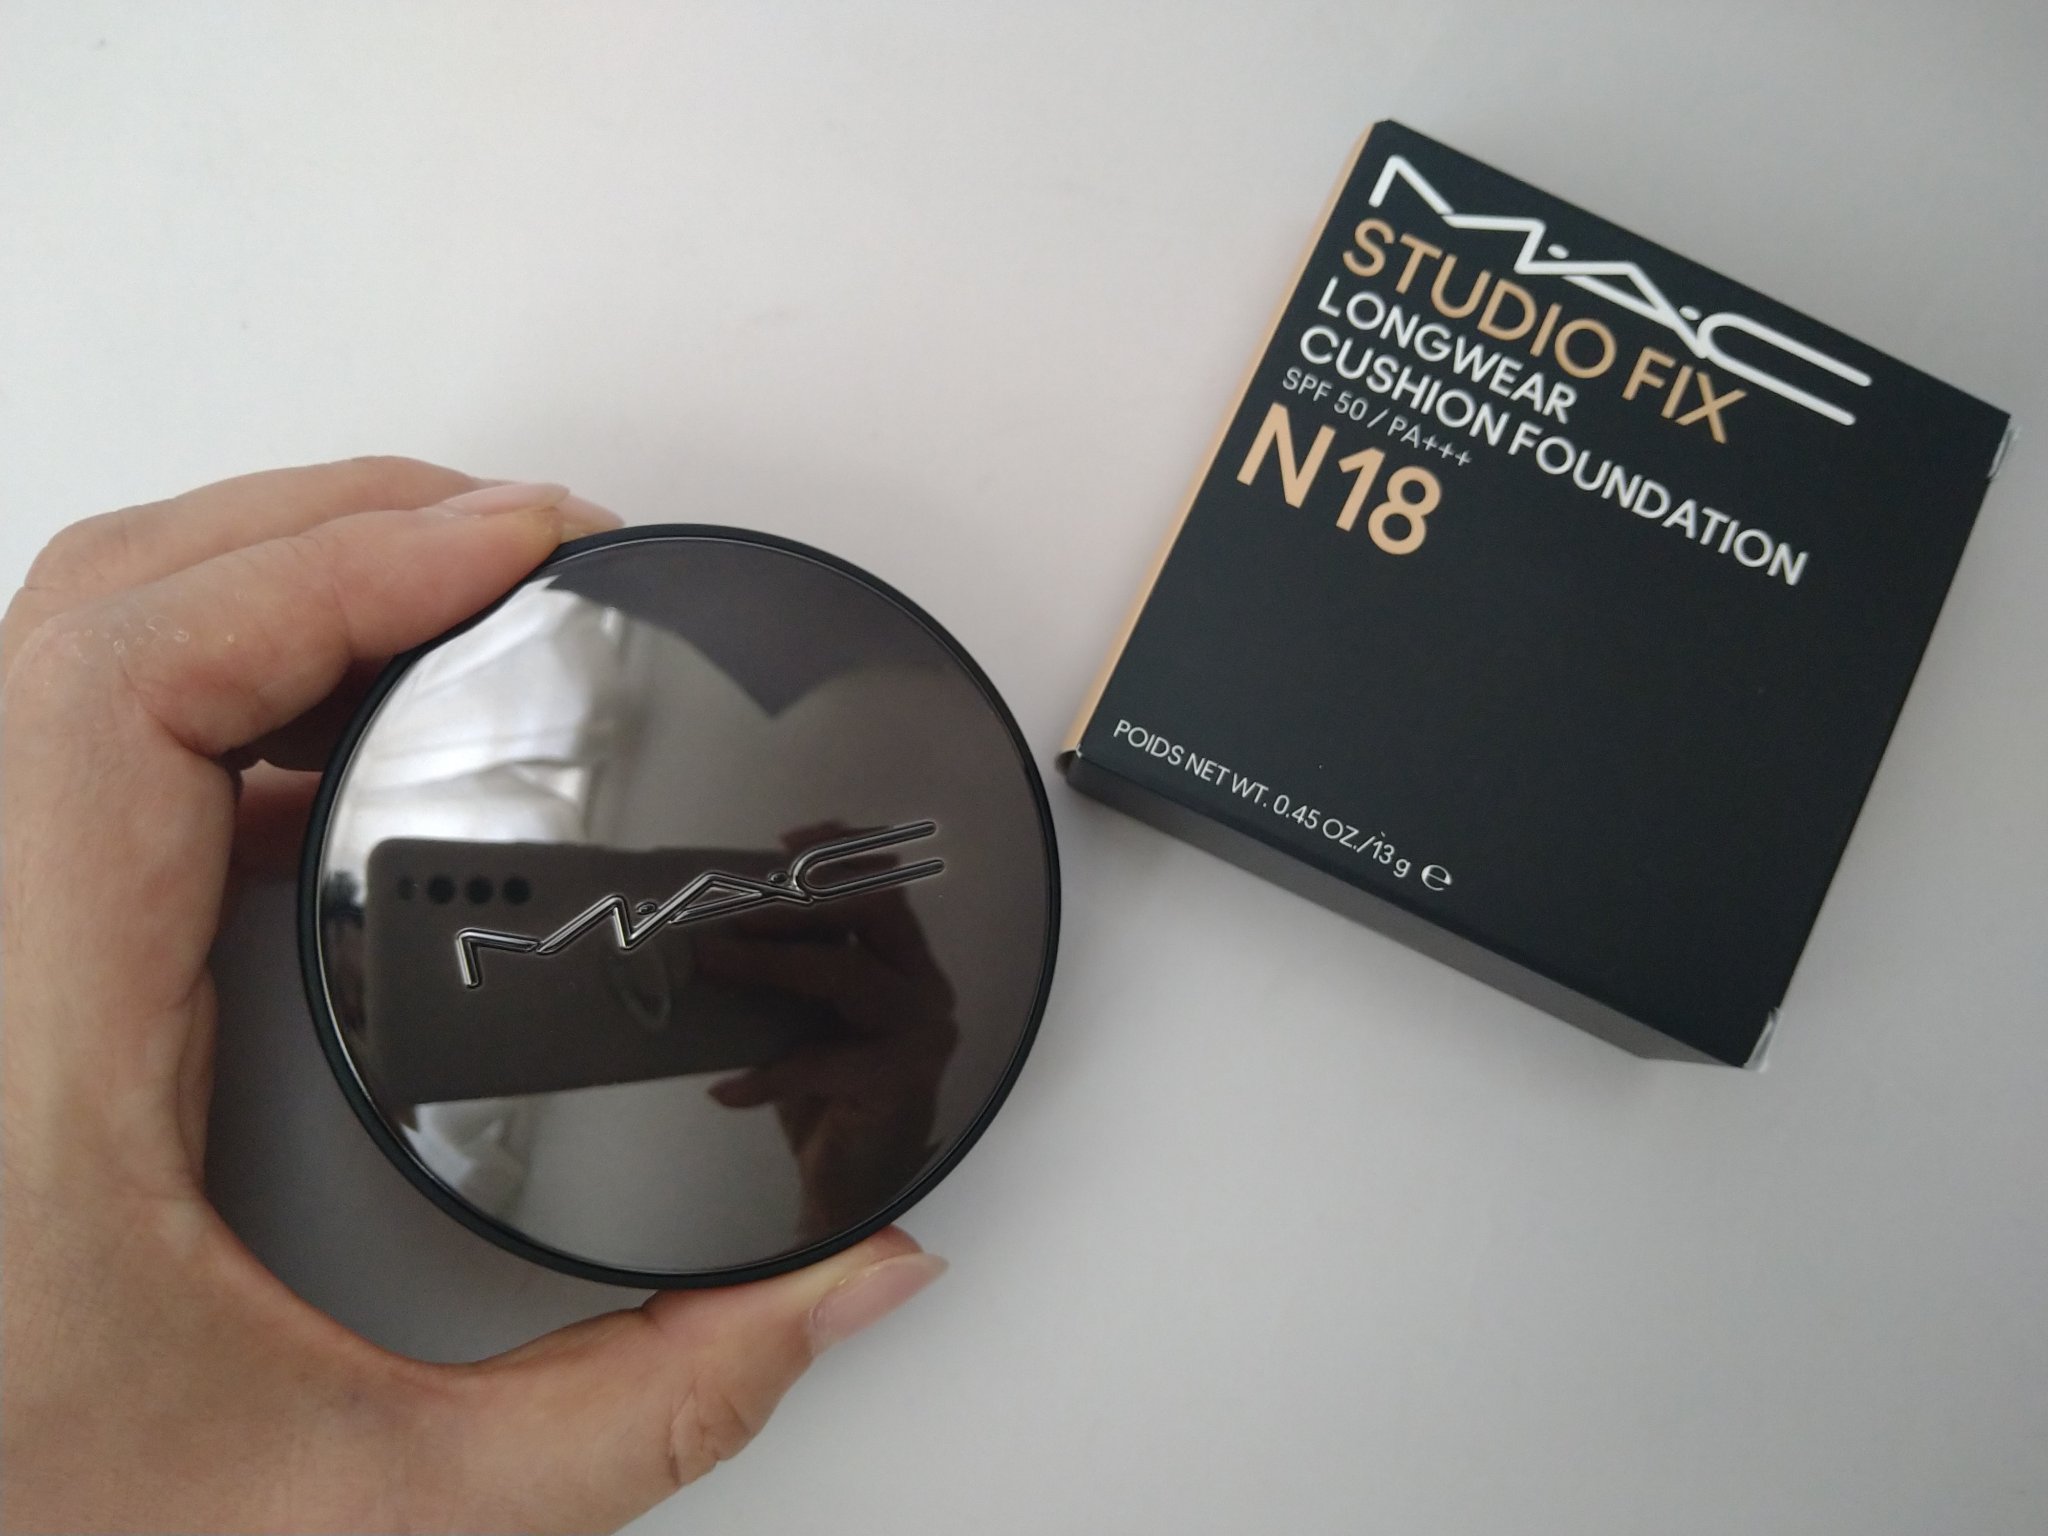 M·A·C
STUDIO FIX
LONGWEAR
CUSHION FOUNDATION
SPF 50 / PA+++
N18
POIDS NET WT. 0.45 OZ./13 g ℮
M·A·C